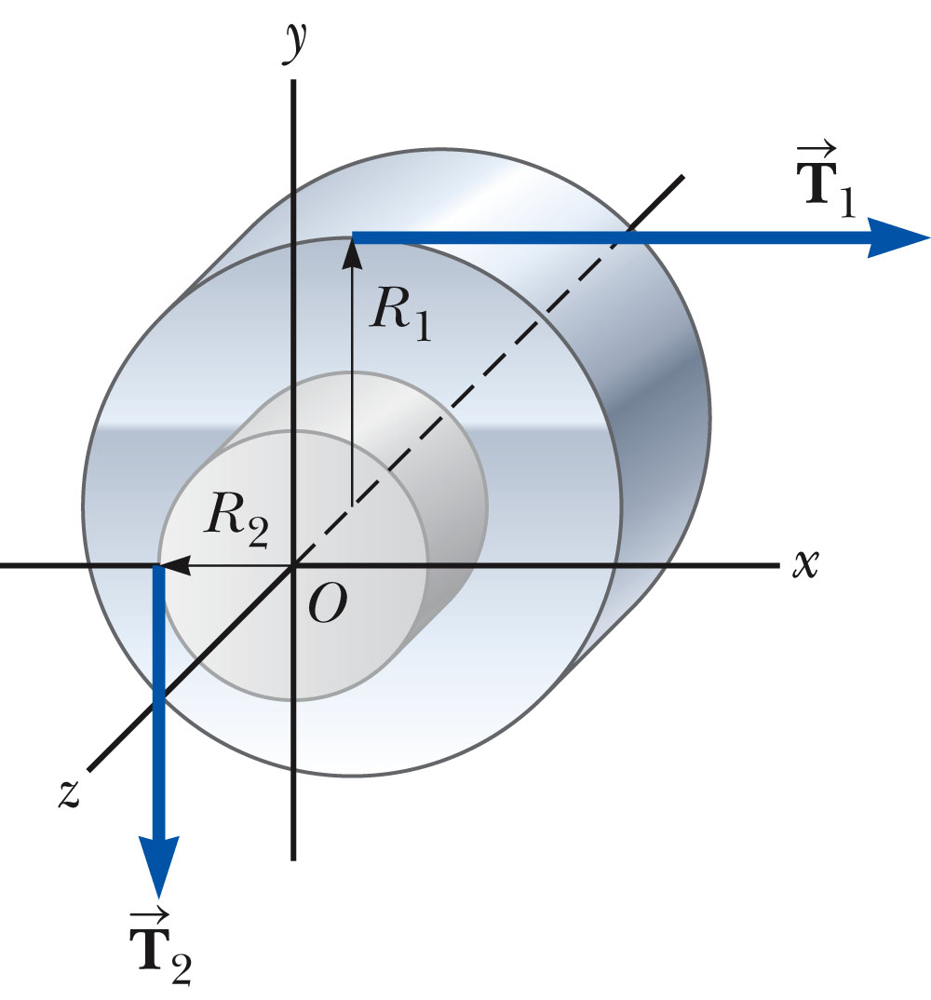 y
T⃗₁
R₁
R₂
x
O
z
T⃗₂